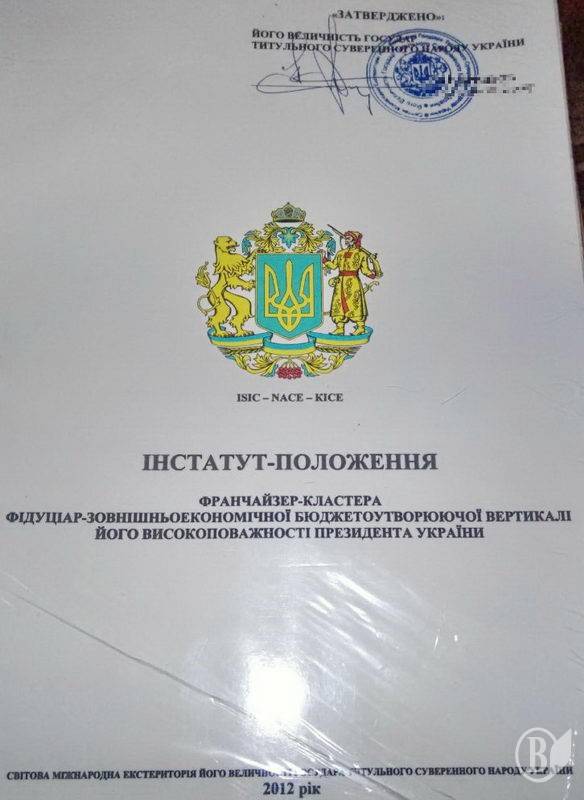 «ЗАТВЕРДЖЕНО»:
ЙОГО ВЕЛИЧНІСТЬ ГОСУДАР
ТИТУЛЬНОГО СУВЕРЕННОГО НАРОДУ УКРАЇНИ
ISIC – NACE – KICE
ІНСТАТУТ-ПОЛОЖЕННЯ
ФРАНЧАЙЗЕР-КЛАСТЕРА
ФІДУЦІАР-ЗОВНІШНЬОЕКОНОМІЧНОЇ БЮДЖЕТОУТВОРЮЮЧОЇ ВЕРТИКАЛІ
ЙОГО ВИСОКОПОВАЖНОСТІ ПРЕЗИДЕНТА УКРАЇНИ
СВІТОВА МІЖНАРОДНА ЕКСТЕРИТОРІЯ ЙОГО ВЕЛИЧНОСТІ ГОСУДАРА ТИТУЛЬНОГО СУВЕРЕННОГО НАРОДУ УКРАЇНИ
2012 рік
В